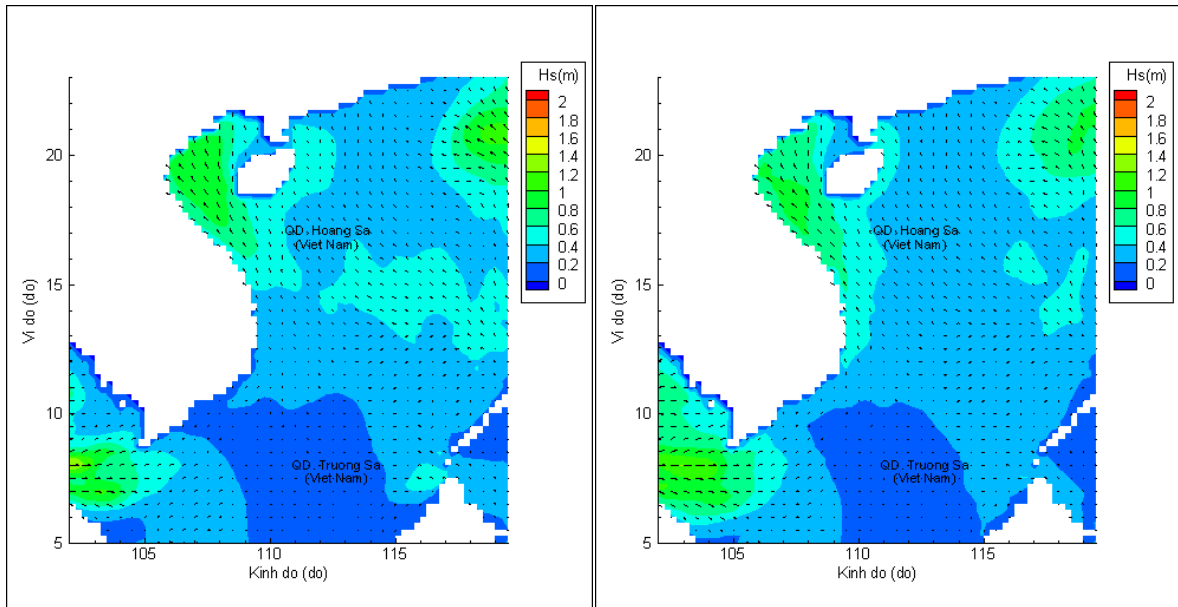 Hs(m)
2
1.8
1.6
1.4
1.2
1
0.8
0.6
0.4
0.2
0
20
15
10
5
Vi do (do)
QD. Hoang Sa
(Viet Nam)
QD. Truong Sa
(Viet Nam)
105
110
115
Kinh do (do)
Hs(m)
2
1.8
1.6
1.4
1.2
1
0.8
0.6
0.4
0.2
0
20
15
10
5
Vi do (do)
QD. Hoang Sa
(Viet Nam)
QD. Truong Sa
(Viet Nam)
105
110
115
Kinh do (do)